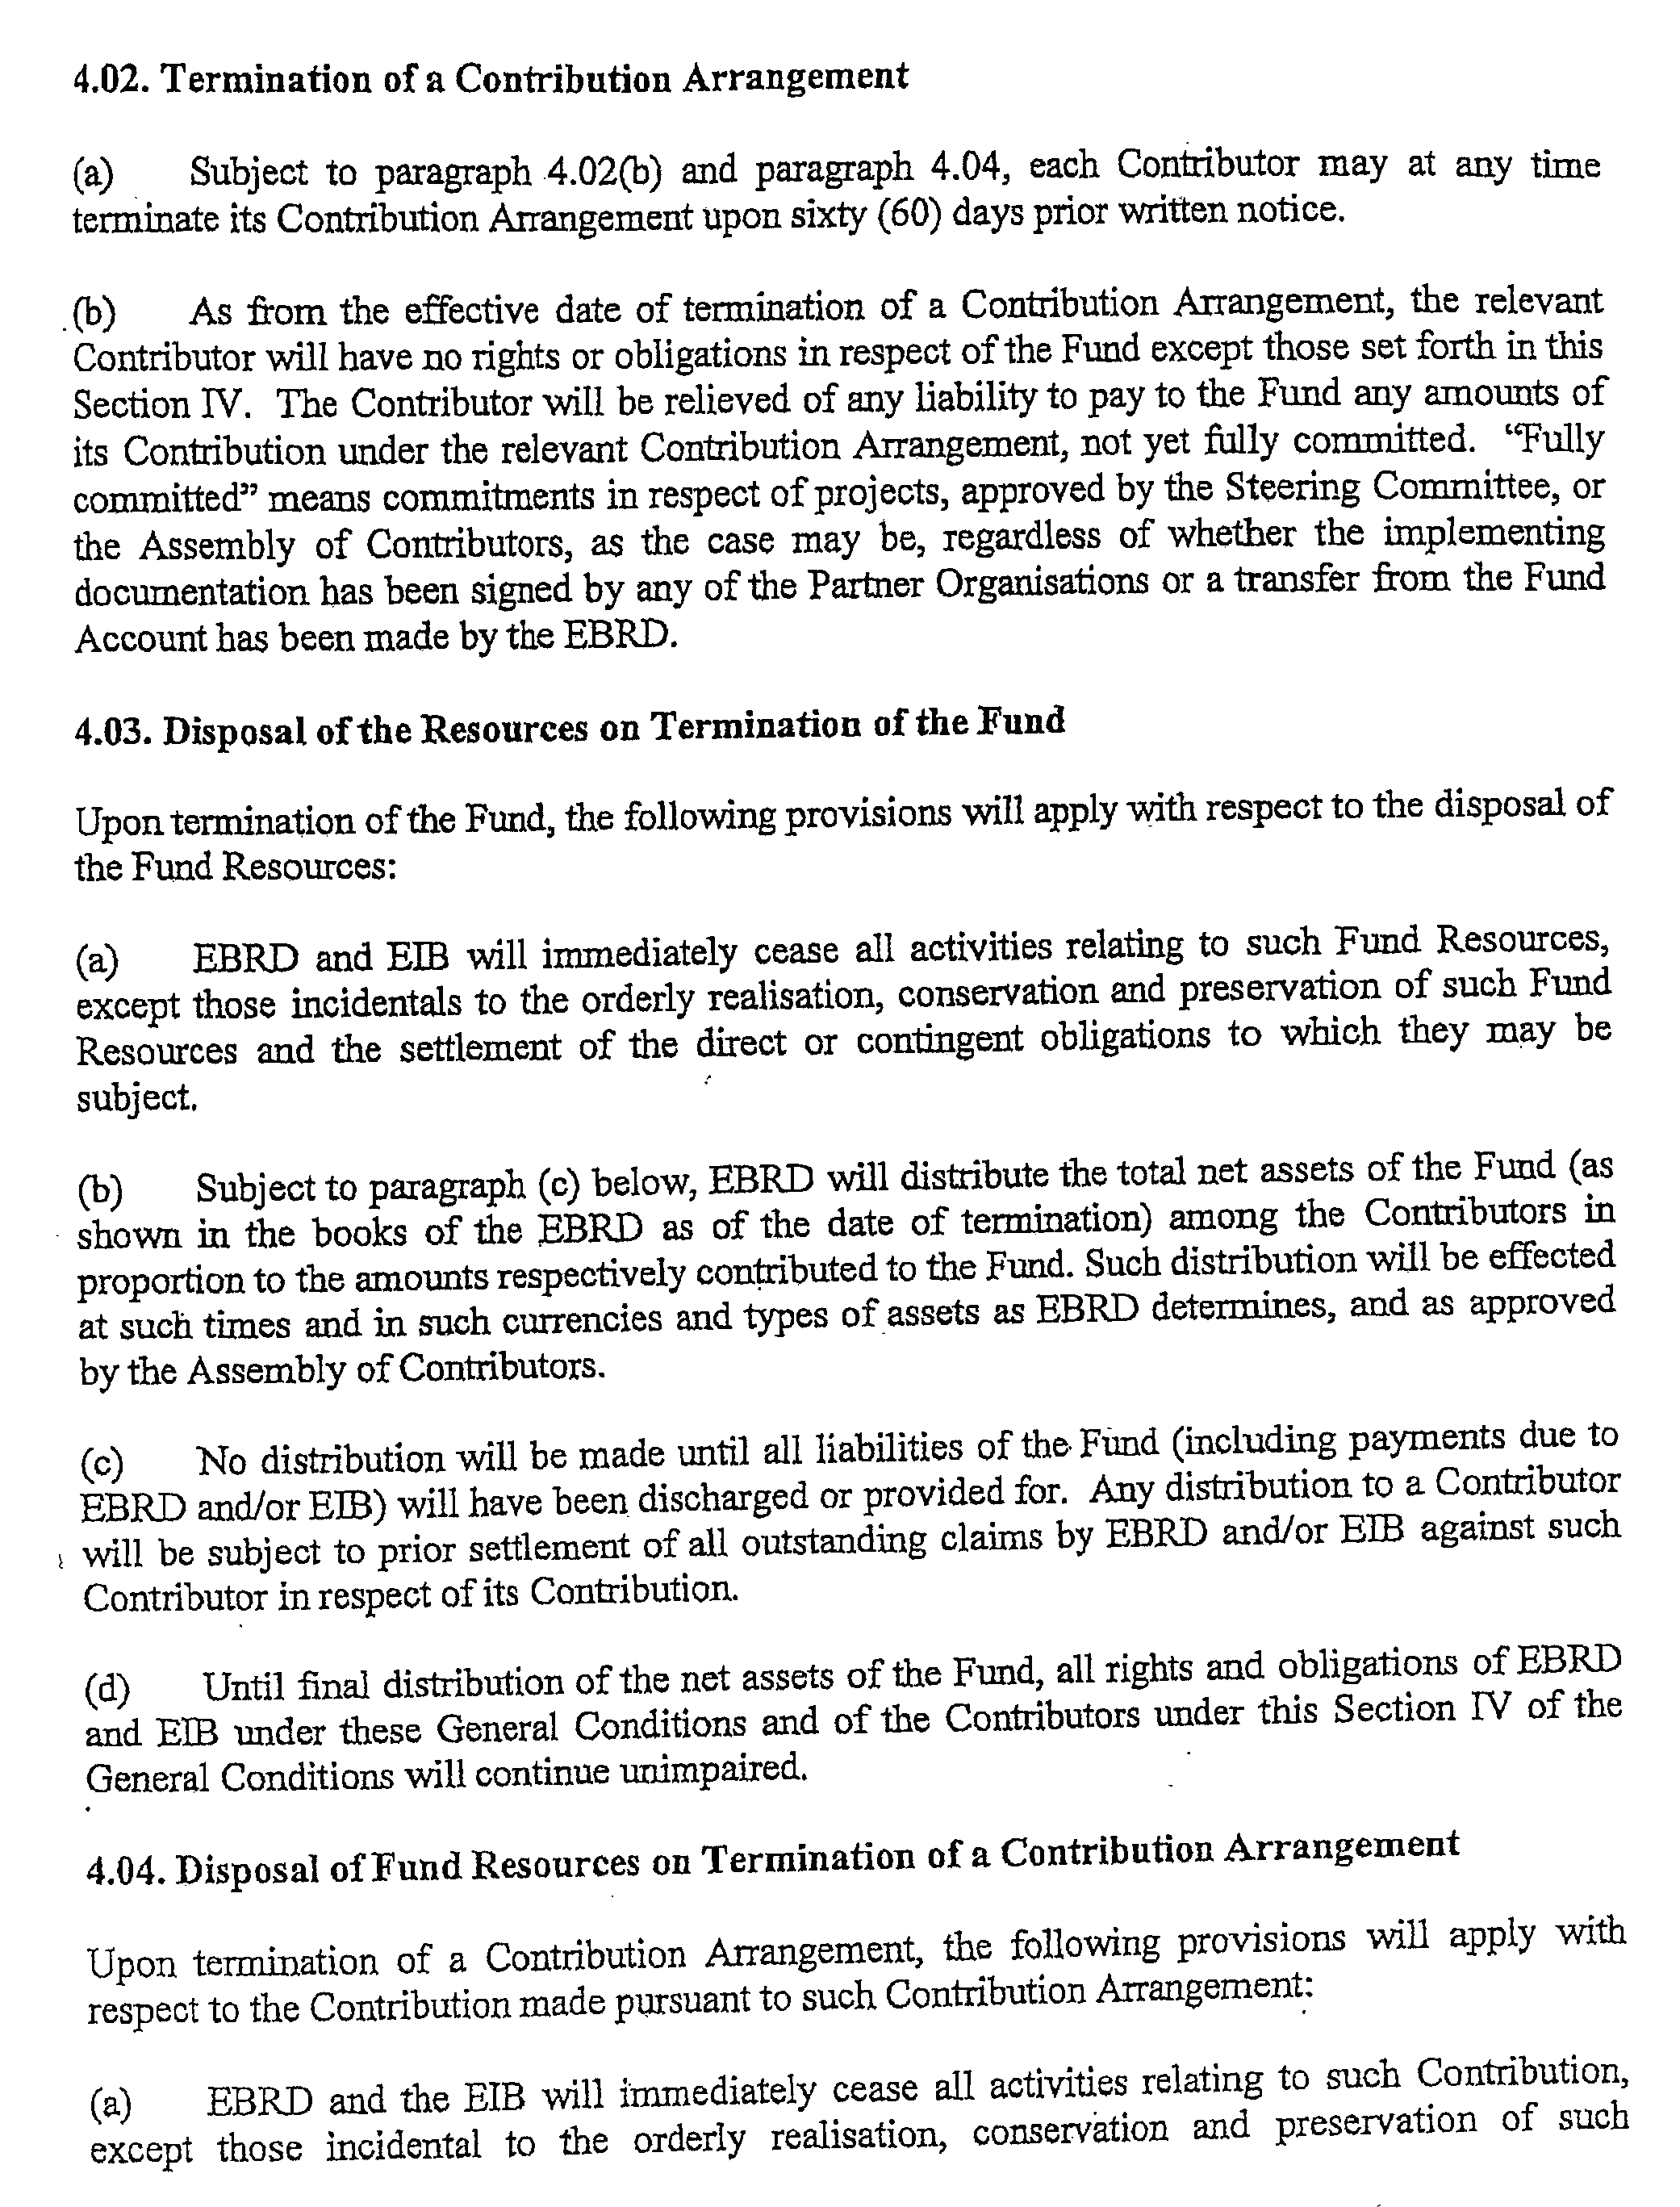 4.02. Termination of a Contribution Arrangement
(a) Subject to paragraph 4.02(b) and paragraph 4.04, each Contributor may at any time
terminate its Contribution Arrangement upon sixty (60) days prior written notice.
(b) As from the effective date of termination of a Contribution Arrangement, the relevant
Contributor will have no rights or obligations in respect of the Fund except those set forth in this
Section IV. The Contributor will be relieved of any liability to pay to the Fund any amounts of
its Contribution under the relevant Contribution Arrangement, not yet fully committed. “Fully
committed” means commitments in respect of projects, approved by the Steering Committee, or
the Assembly of Contributors, as the case may be, regardless of whether the implementing
documentation has been signed by any of the Partner Organisations or a transfer from the Fund
Account has been made by the EBRD.
4.03. Disposal of the Resources on Termination of the Fund
Upon termination of the Fund, the following provisions will apply with respect to the disposal of
the Fund Resources:
(a) EBRD and EIB will immediately cease all activities relating to such Fund Resources,
except those incidentals to the orderly realisation, conservation and preservation of such Fund
Resources and the settlement of the direct or contingent obligations to which they may be
subject.
(b) Subject to paragraph (c) below, EBRD will distribute the total net assets of the Fund (as
shown in the books of the EBRD as of the date of termination) among the Contributors in
proportion to the amounts respectively contributed to the Fund. Such distribution will be effected
at such times and in such currencies and types of assets as EBRD determines, and as approved
by the Assembly of Contributors.
(c) No distribution will be made until all liabilities of the Fund (including payments due to
EBRD and/or EIB) will have been discharged or provided for. Any distribution to a Contributor
will be subject to prior settlement of all outstanding claims by EBRD and/or EIB against such
Contributor in respect of its Contribution.
(d) Until final distribution of the net assets of the Fund, all rights and obligations of EBRD
and EIB under these General Conditions and of the Contributors under this Section IV of the
General Conditions will continue unimpaired.
4.04. Disposal of Fund Resources on Termination of a Contribution Arrangement
Upon termination of a Contribution Arrangement, the following provisions will apply with
respect to the Contribution made pursuant to such Contribution Arrangement:
(a) EBRD and the EIB will immediately cease all activities relating to such Contribution,
except those incidental to the orderly realisation, conservation and preservation of such